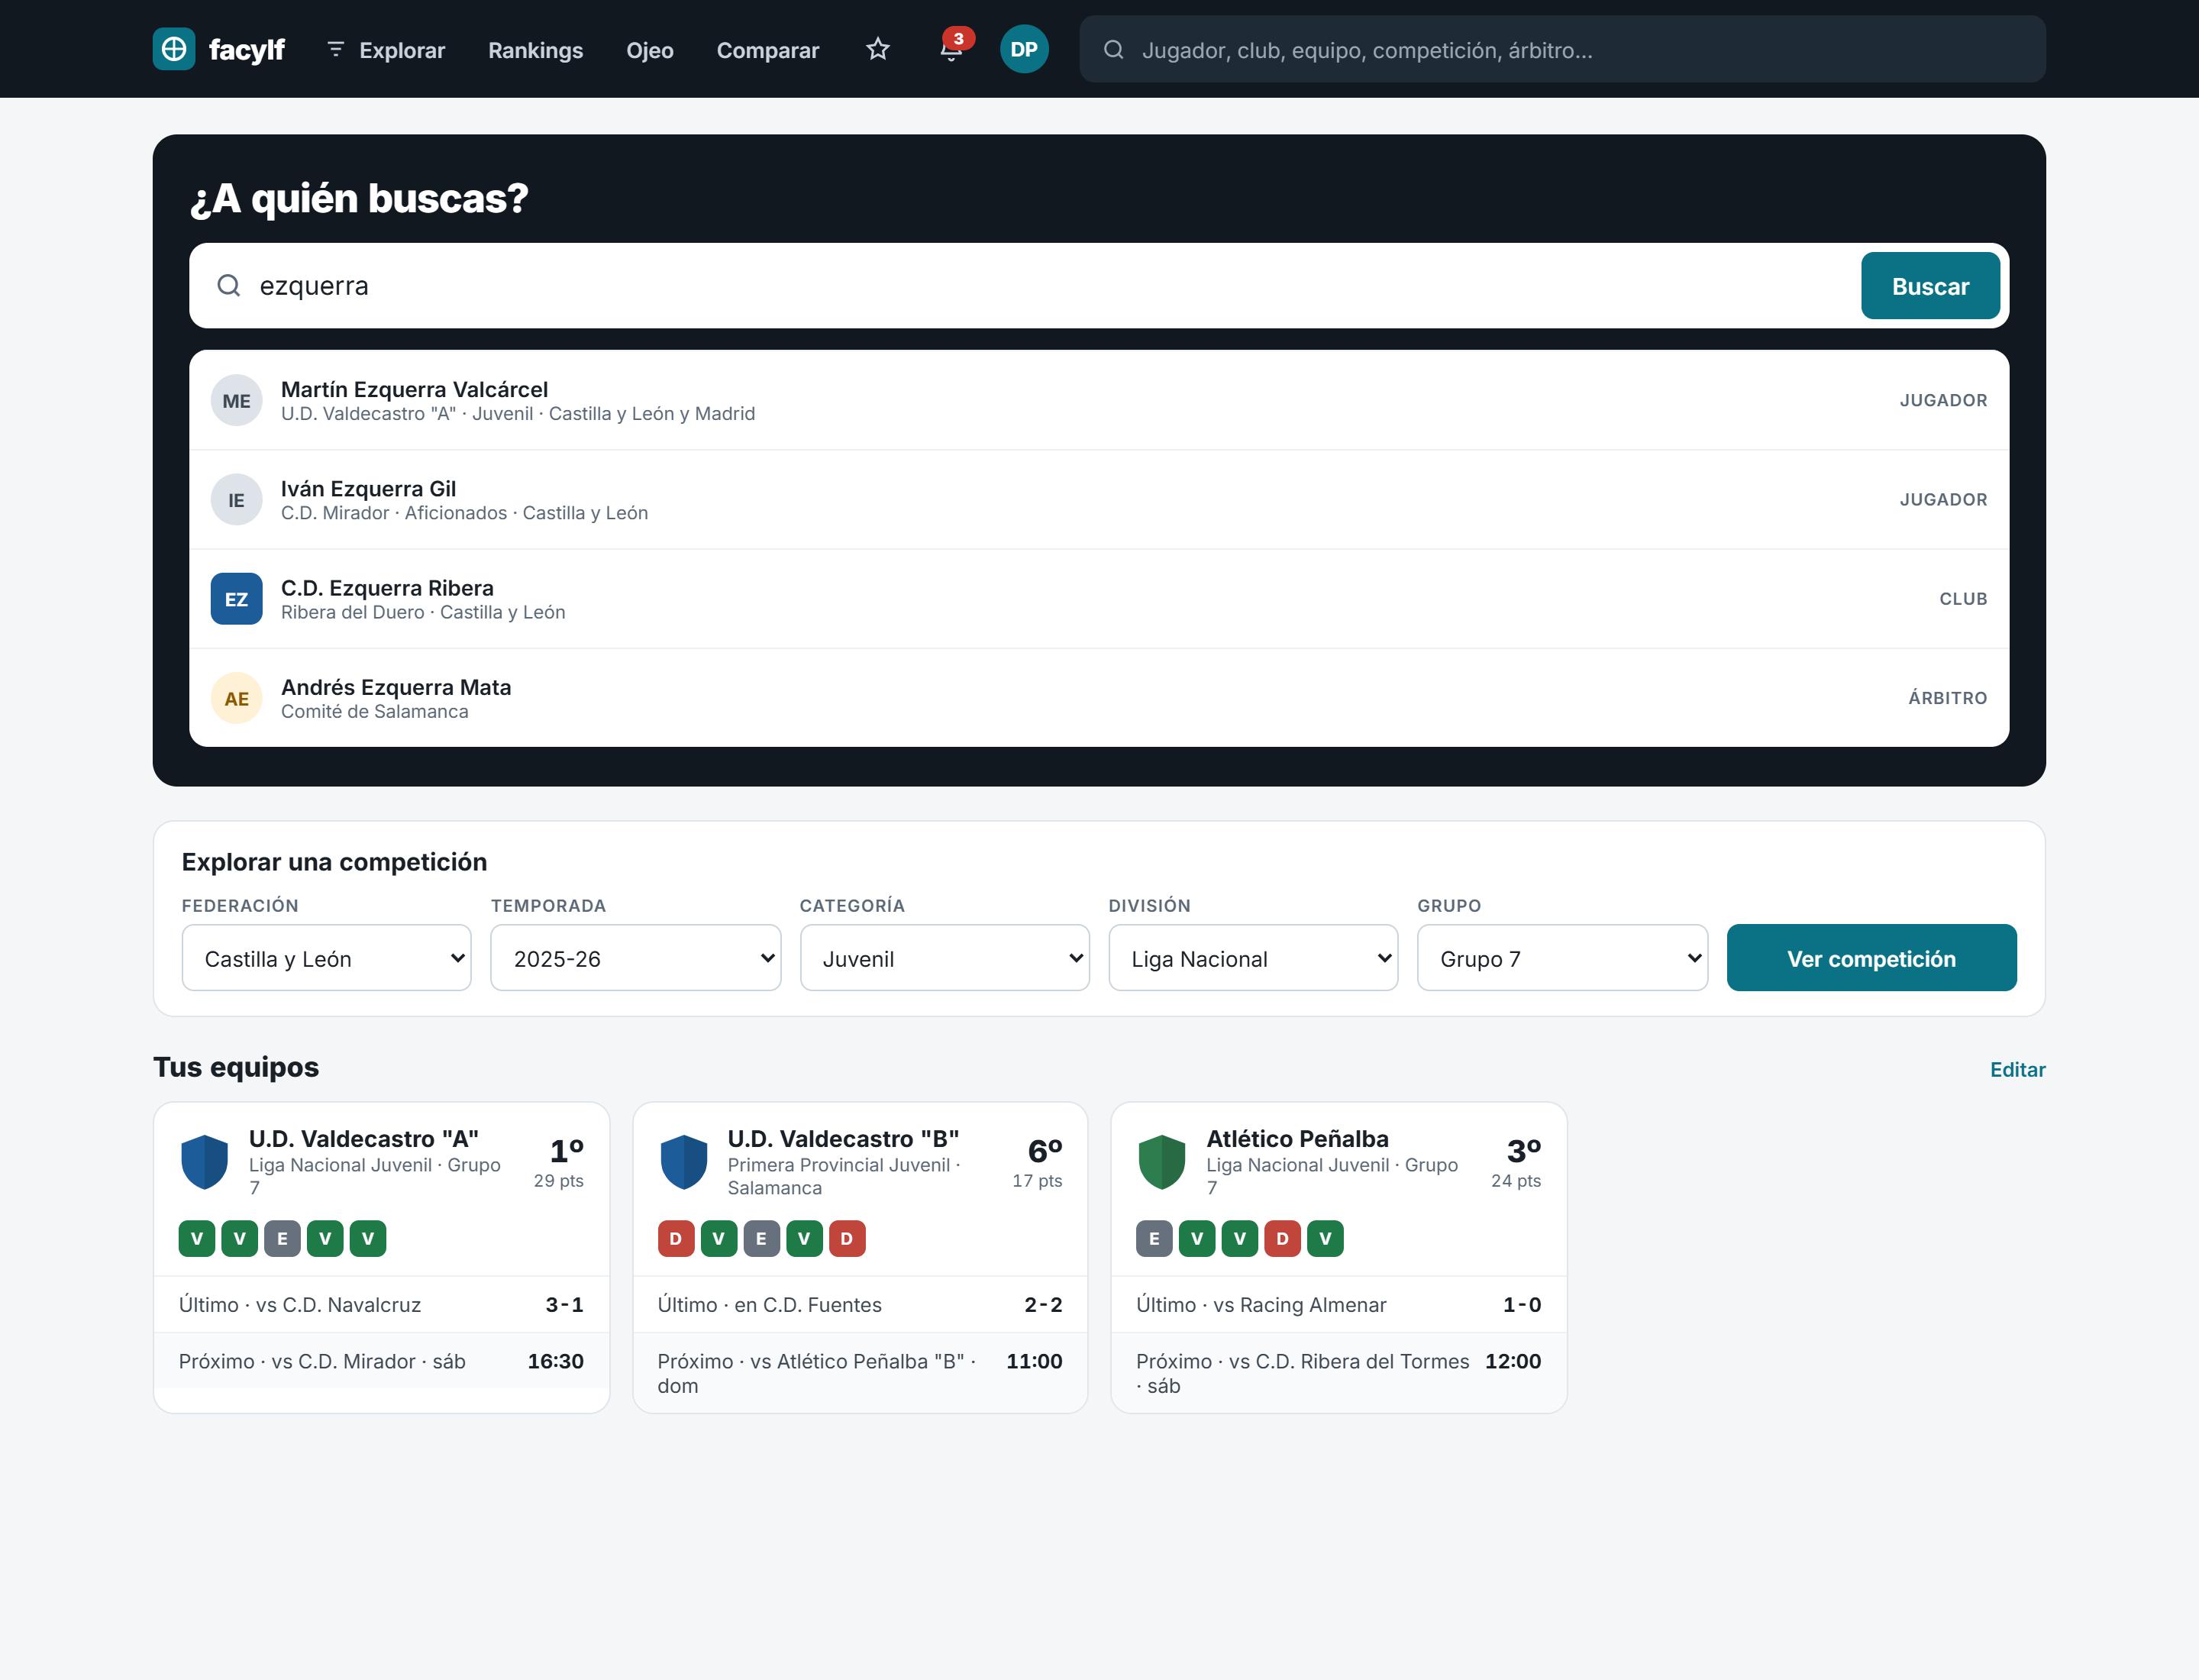 facylf
Explorar
Rankings
Ojeo
Comparar
3
DP
Jugador, club, equipo, competición, árbitro...
¿A quién buscas?
ezquerra
Buscar
ME
Martín Ezquerra Valcárcel
U.D. Valdecastro "A" · Juvenil · Castilla y León y Madrid
JUGADOR
IE
Iván Ezquerra Gil
C.D. Mirador · Aficionados · Castilla y León
JUGADOR
EZ
C.D. Ezquerra Ribera
Ribera del Duero · Castilla y León
CLUB
AE
Andrés Ezquerra Mata
Comité de Salamanca
ÁRBITRO
Explorar una competición
FEDERACIÓN
Castilla y León
TEMPORADA
2025-26
CATEGORÍA
Juvenil
DIVISIÓN
Liga Nacional
GRUPO
Grupo 7
Ver competición
Tus equipos
Editar
U.D. Valdecastro "A"
Liga Nacional Juvenil · Grupo
7
1º
29 pts
V V E V V
Último · vs C.D. Navalcruz
3-1
Próximo · vs C.D. Mirador · sáb
16:30
U.D. Valdecastro "B"
Primera Provincial Juvenil ·
Salamanca
6º
17 pts
D V E V D
Último · en C.D. Fuentes
2-2
Próximo · vs Atlético Peñalba "B" ·
dom
11:00
Atlético Peñalba
Liga Nacional Juvenil · Grupo
7
3º
24 pts
E V V D V
Último · vs Racing Almenar
1-0
Próximo · vs C.D. Ribera del Tormes
· sáb
12:00